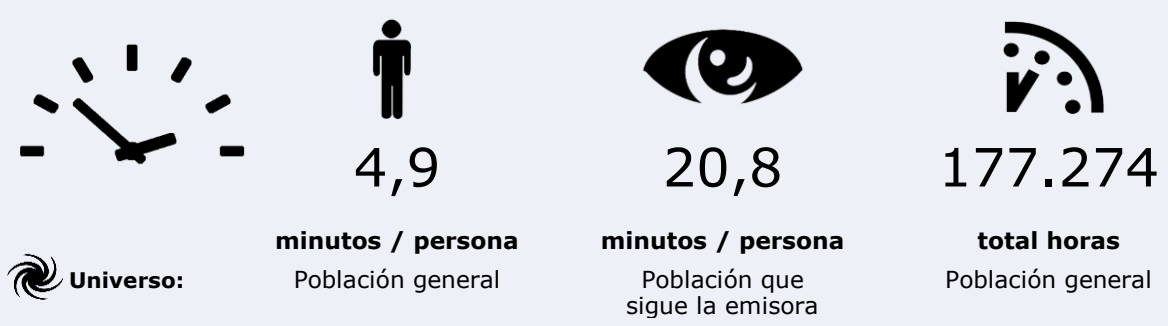 4,9
20,8
177.274
minutos / persona
minutos / persona
total horas
Universo:
Población general
Población que
sigue la emisora
Población general